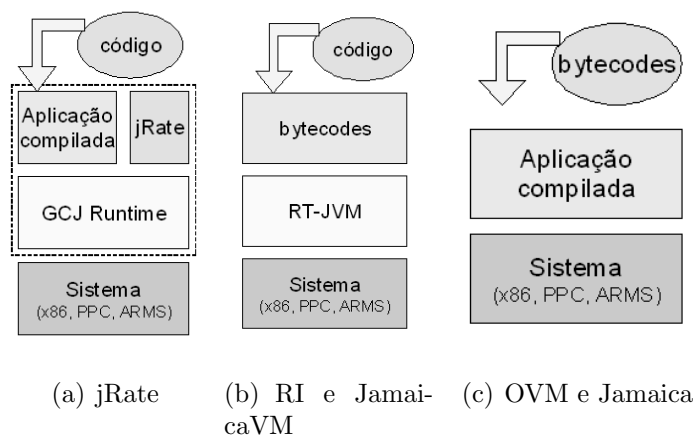 código
Aplicação
compilada
jRate
GCJ Runtime
Sistema
(x86, PPC, ARMS)
(a) jRate
código
bytecodes
RT-JVM
Sistema
(x86, PPC, ARMS)
(b) RI e Jamai-
caVM
bytecodes
Aplicação
compilada
Sistema
(x86, PPC, ARMS)
(c) OVM e Jamaica